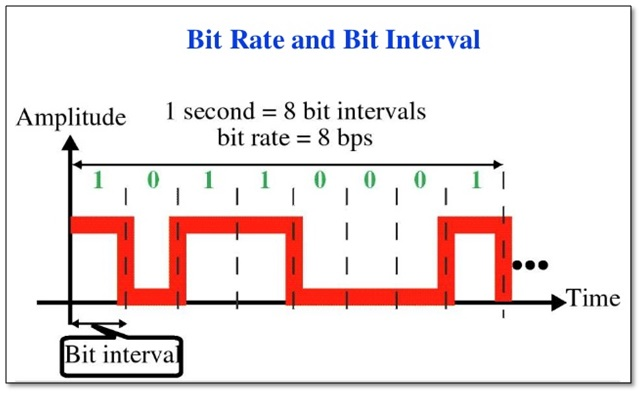 Bit Rate and Bit Interval
1 second = 8 bit intervals
bit rate = 8 bps
Amplitude
1 0 1 1 0 0 0 1
Time
Bit interval